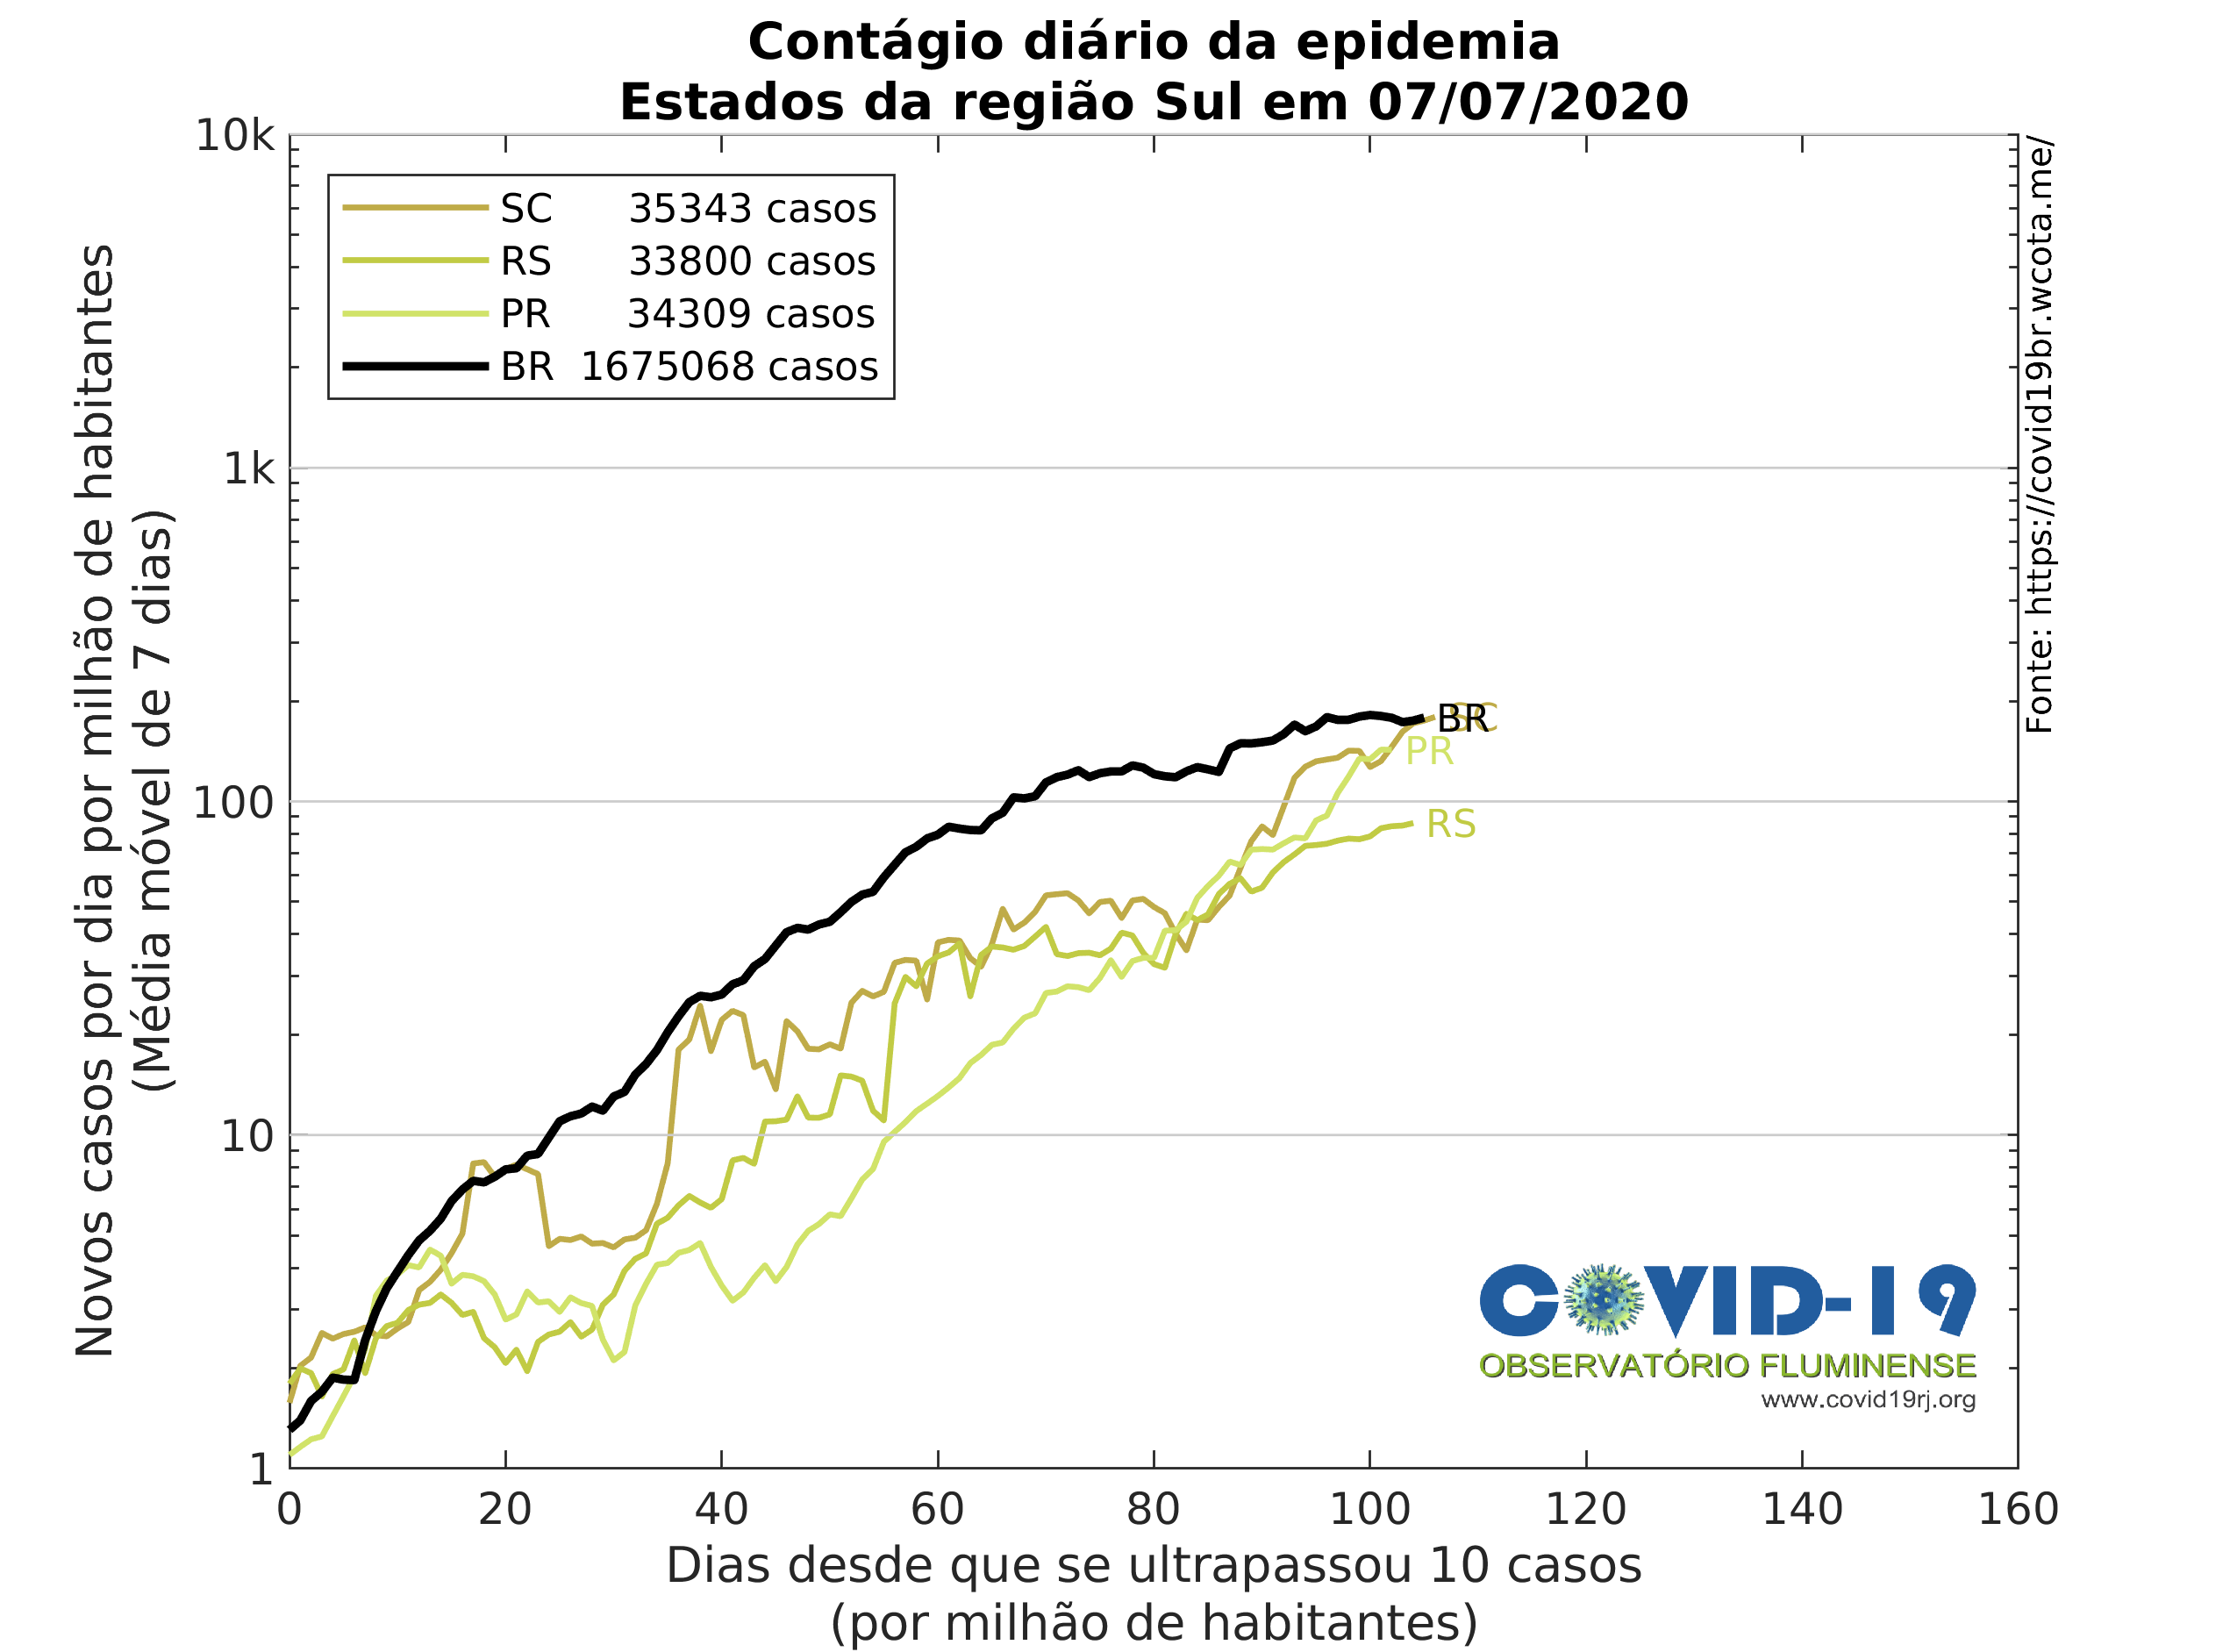 Contágio diário da epidemia
Estados da região Sul em 07/07/2020
10k
1k
100
10
1
SC 35343 casos
RS 33800 casos
PR 34309 casos
BR 1675068 casos
Novos casos por dia por milhão de habitantes
(Média móvel de 7 dias)
Fonte: https://covid19br.wcota.me/
BR
SC
PR
RS
COVID-19
OBSERVATÓRIO FLUMINENSE
www.covid19rj.org
0 20 40 60 80 100 120 140 160
Dias desde que se ultrapassou 10 casos
(por milhão de habitantes)